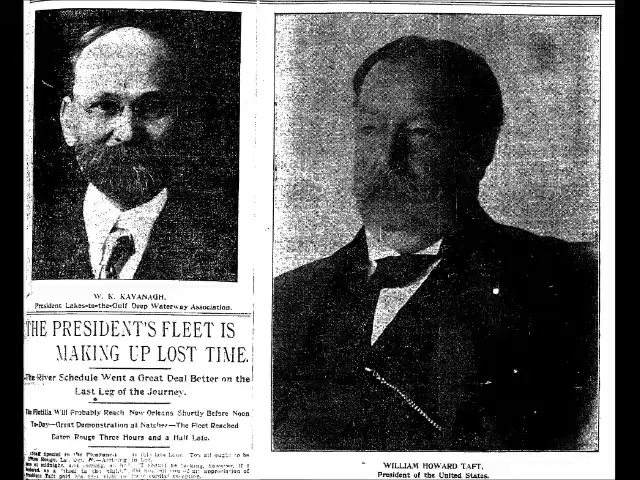 W. K. KAVANAGH,
President Lakes-to-the-Gulf Deep Waterway Association.
THE PRESIDENT'S FLEET IS
MAKING UP LOST TIME.
The River Schedule Went a Great Deal Better on the
Last Leg of the Journey.
The Flotilla Will Probably Reach New Orleans Shortly Before Noon
To-Day—Great Demonstration at Natchez—The Fleet Reached
Baton Rouge Three Hours and a Half Late.
WILLIAM HOWARD TAFT,
President of the United States.